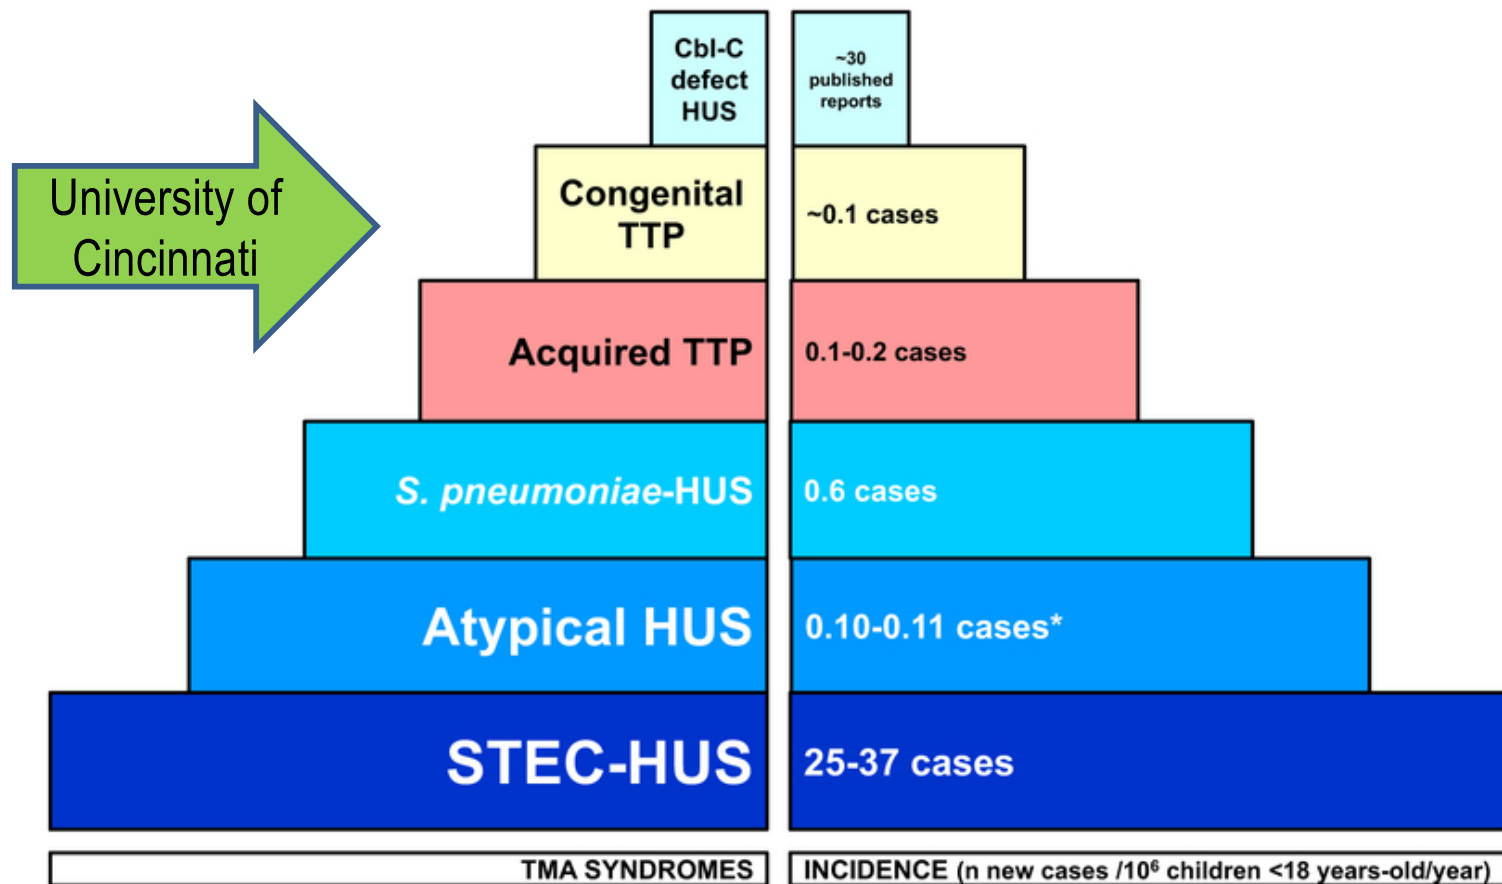 Cbl-C
defect
HUS
~30
published
reports
University of
Cincinnati
Congenital
TTP
~0.1 cases
Acquired TTP
0.1-0.2 cases
S. pneumoniae-HUS
0.6 cases
Atypical HUS
0.10-0.11 cases*
STEC-HUS
25-37 cases
TMA SYNDROMES
INCIDENCE (n new cases /10⁶ children <18 years-old/year)